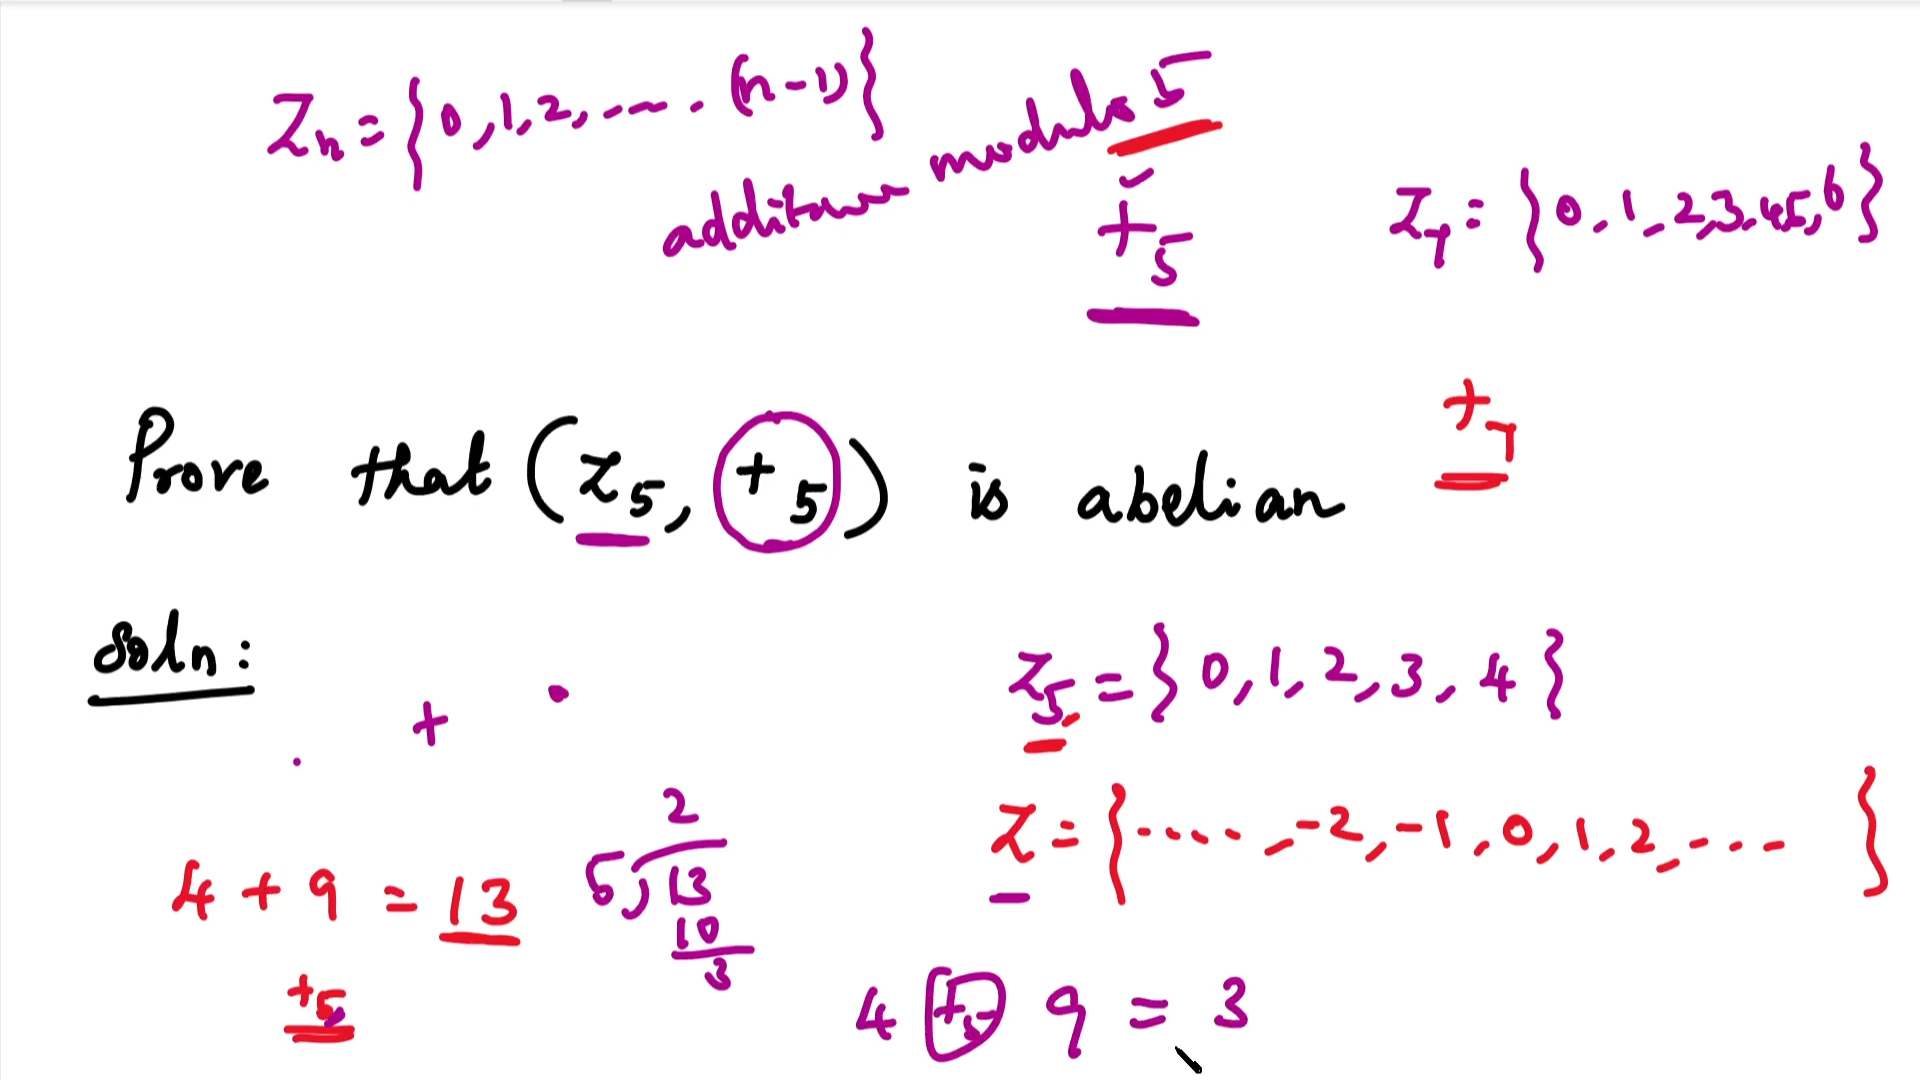 Zn = {0, 1, 2, ---. (n-1)}
addition modulo 5
+5
Z7 = {0, 1, 2, 3, 4, 5, 6}
+7
Prove that (Z5, +5) is abelian
Soln:
Z5 = {0, 1, 2, 3, 4}
+ .
Z = {...., -2, -1, 0, 1, 2, ---}
4 + 9 = 13
2
5)13
10
3
+5
4 +5 9 = 3